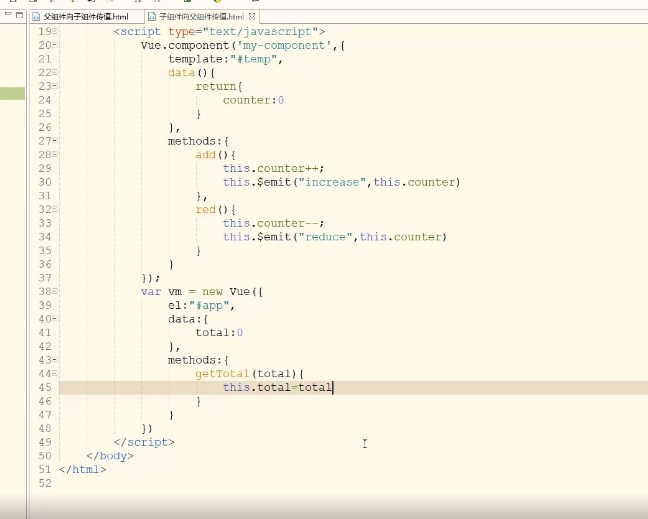 父组件向子组件传值.html 子组件向父组件传值.html
19 <script type="text/javascript">
20 Vue.component('my-component',{
21 template:"#temp",
22 data(){
23 return{
24 counter:0
25 }
26 },
27 methods:{
28 add(){
29 this.counter++;
30 this.$emit("increase",this.counter)
31 },
32 red(){
33 this.counter--;
34 this.$emit("reduce",this.counter)
35 }
36 }
37 });
38 var vm = new Vue({
39 el:"#app",
40 data:{
41 total:0
42 },
43 methods:{
44 getTotal(total){
45 this.total=total
46 }
47 }
48 })
49 </script>
50 </body>
51 </html>
52